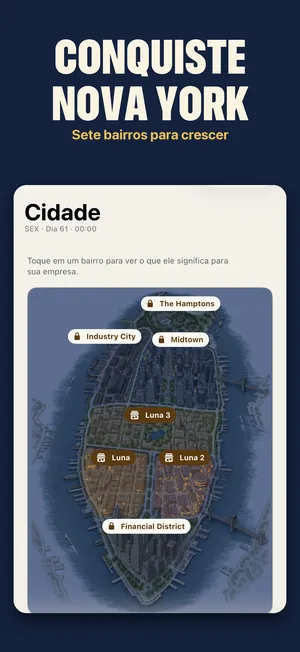 CONQUISTE
NOVA YORK
Sete bairros para crescer
Cidade
SEX · Dia 61 · 00:00
Toque em um bairro para ver o que ele significa para
sua empresa.
The Hamptons
Industry City
Midtown
Luna 3
Luna
Luna 2
Financial District